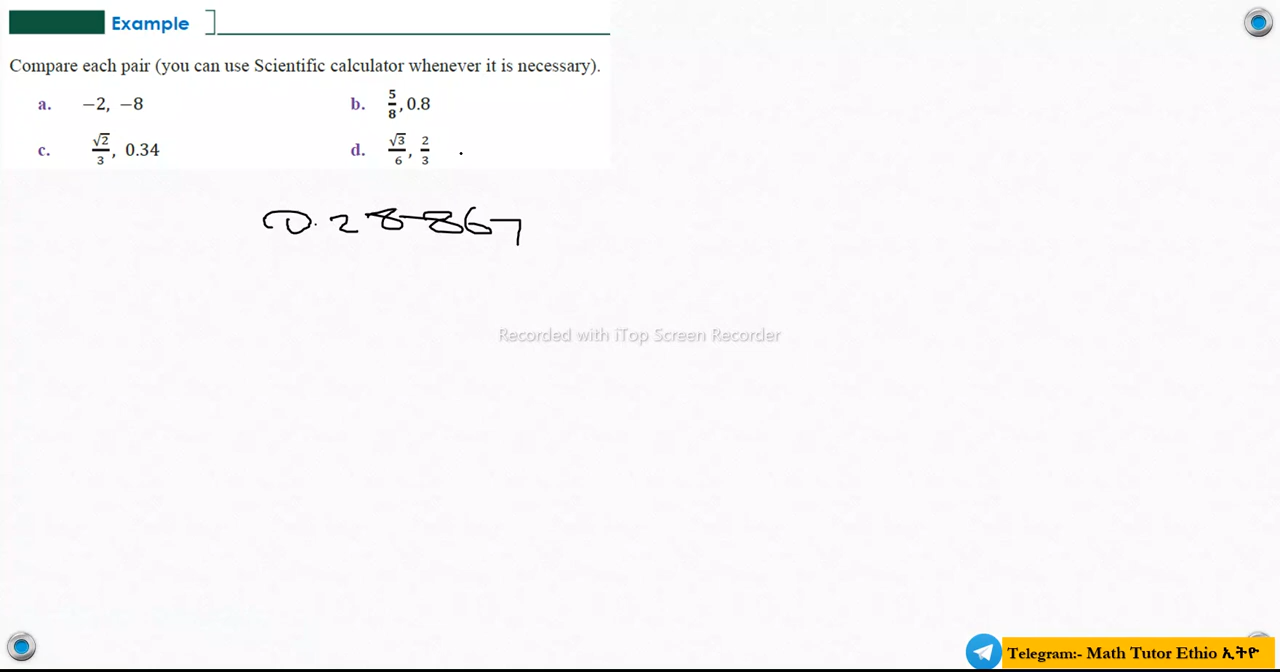 Example
Compare each pair (you can use Scientific calculator whenever it is necessary).
a. −2, −8 b. 5/8, 0.8
c. √2/3, 0.34 d. √3/6, 2/3 .
0.28867
Recorded with iTop Screen Recorder
Telegram:- Math Tutor Ethio ኢትዮ